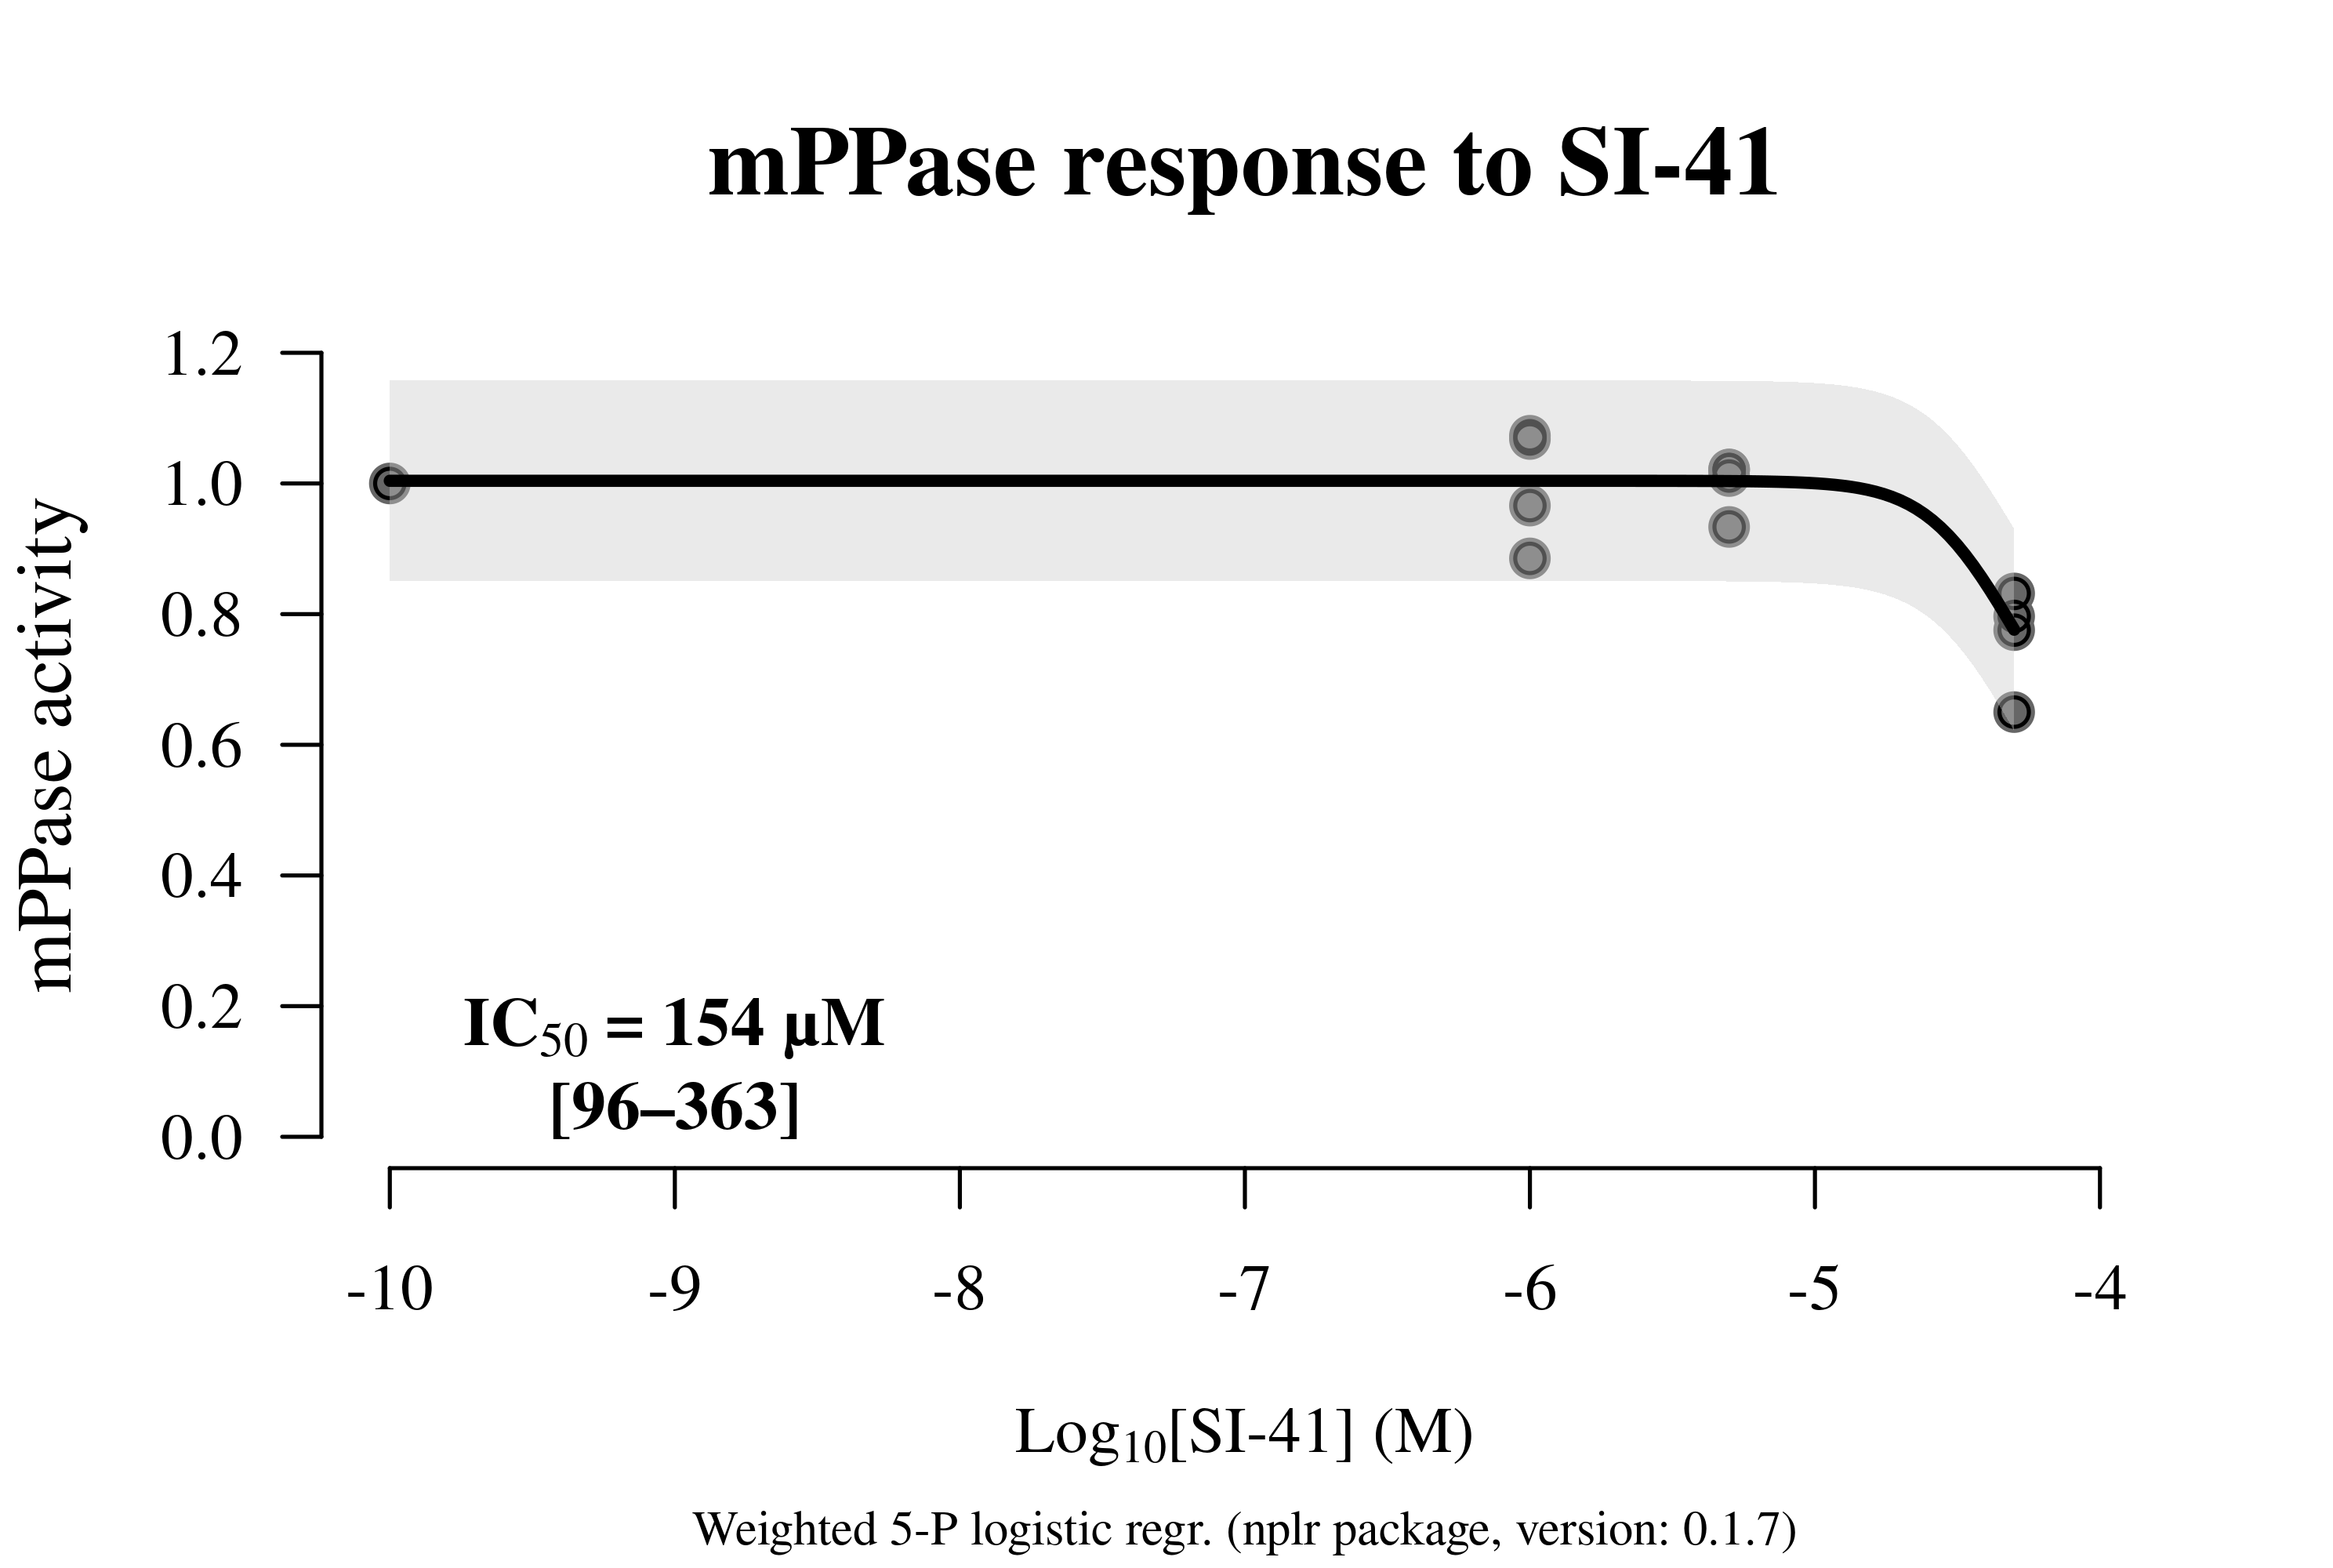 mPPase response to SI-41
mPPase activity
1.2
1.0
0.8
0.6
0.4
0.2
0.0
IC50 = 154 µM
[96–363]
-10 -9 -8 -7 -6 -5 -4
Log10[SI-41] (M)
Weighted 5-P logistic regr. (nplr package, version: 0.1.7)